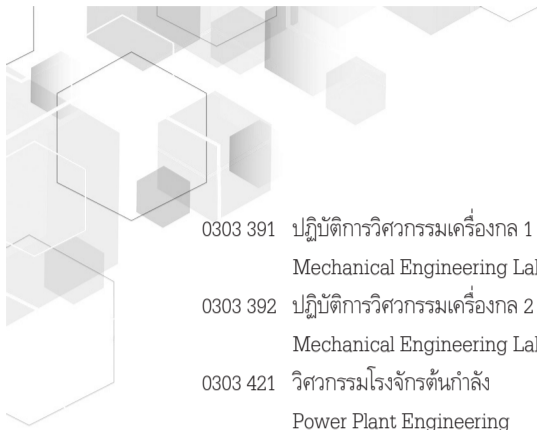 0303 391 ปฏิบัติการวิศวกรรมเครื่องกล 1
Mechanical Engineering
0303 392 ปฏิบัติการวิศวกรรมเครื่องกล 2
Mechanical Engineering
0303 421 วิศวกรรมโรงจักรต้นกำลัง
Power Plant Engineering